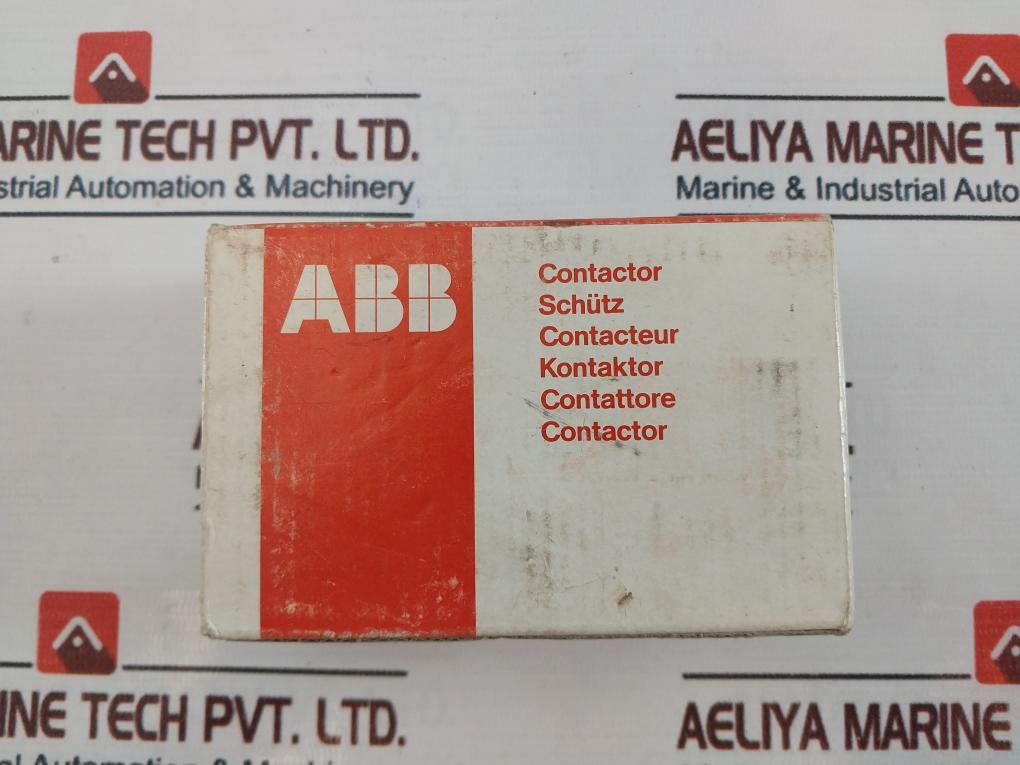 ARINE TECH PVT. LTD.
strial Automation & Machinery
AELIYA MARINE T
Marine & Industrial Auto
ABB
Contactor
Schütz
Contacteur
Kontaktor
Contattore
Contactor
INE TECH PVT. LTD.
AELIYA MARINE